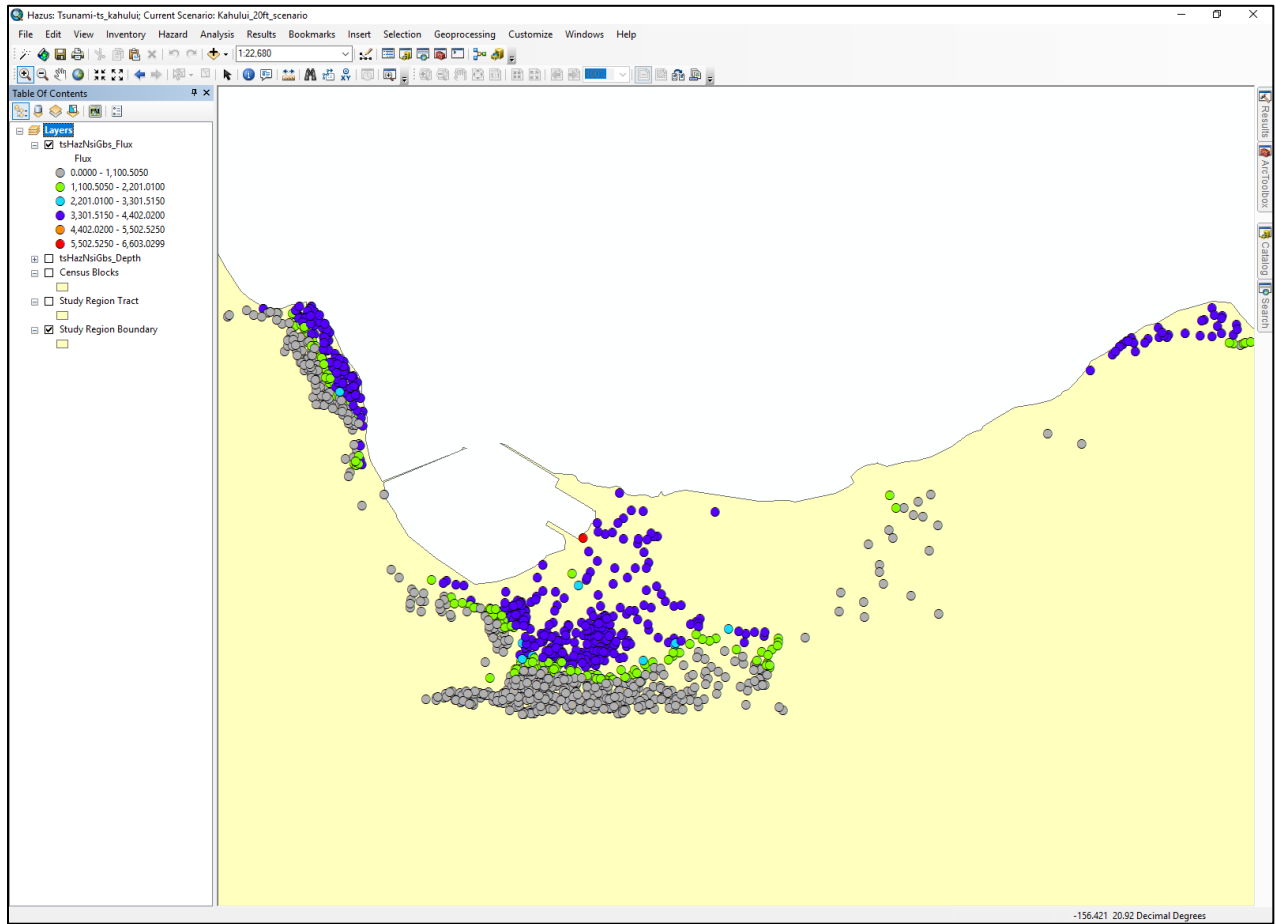 Hazus: Tsunami-ts_kahului; Current Scenario: Kahului_20ft_scenario
File Edit View Inventory Hazard Analysis Results Bookmarks Insert Selection Geoprocessing Customize Windows Help
1:22,680
Table Of Contents
Layers
tsHazNsiGbs_Flux
Flux
0.0000 - 1,100.5050
1,100.5050 - 2,201.0100
2,201.0100 - 3,301.5150
3,301.5150 - 4,402.0200
4,402.0200 - 5,502.5250
5,502.5250 - 6,603.0299
tsHazNsiGbs_Depth
Census Blocks
Study Region Tract
Study Region Boundary
Results
ArcToolbox
Catalog
Search
-156.421 20.92 Decimal Degrees